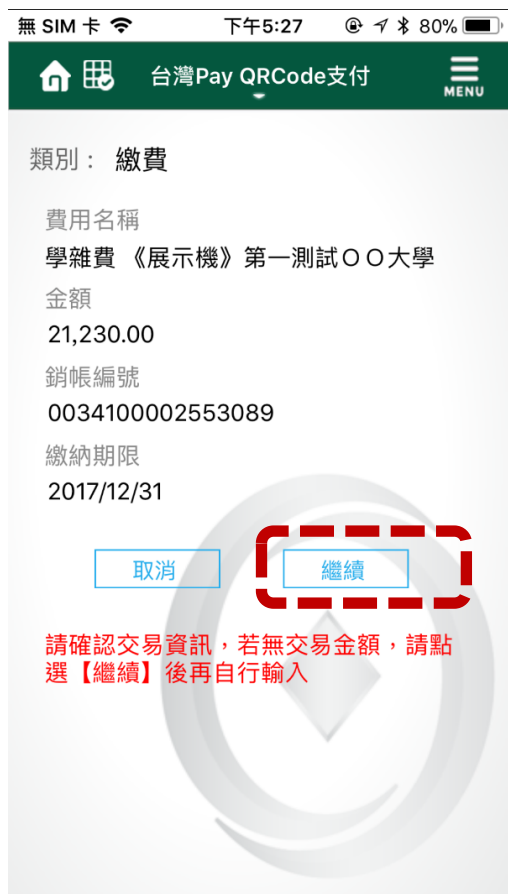 無 SIM 卡 下午5:27 80%
台灣Pay QRCode支付 MENU
類別： 繳費
費用名稱
學雜費 《展示機》第一測試ＯＯ大學
金額
21,230.00
銷帳編號
0034100002553089
繳納期限
2017/12/31
取消 繼續
請確認交易資訊，若無交易金額，請點
選【繼續】後再自行輸入